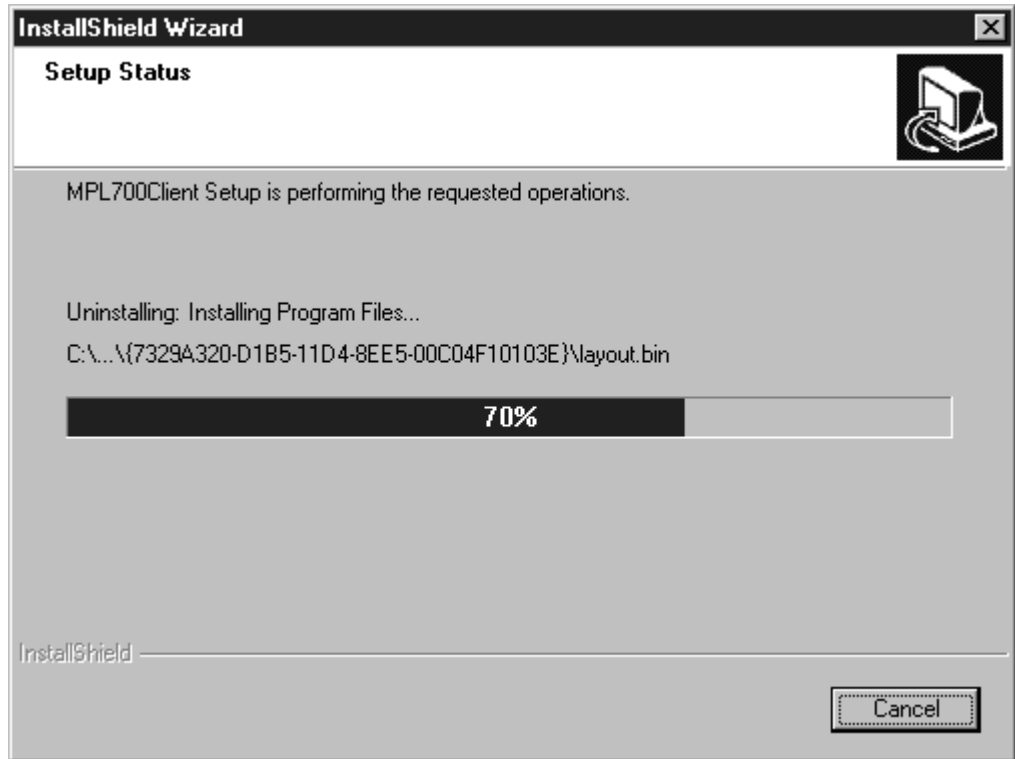 InstallShield Wizard
Setup Status
MPL700Client Setup is performing the requested operations.
Uninstalling: Installing Program Files...
C:\...\{7329A320-D1B5-11D4-8EE5-00C04F10103E}\layout.bin
70%
InstallShield
Cancel